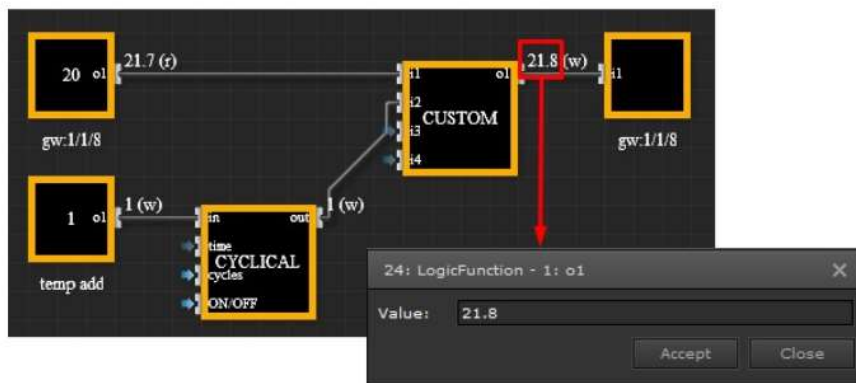 20 o1
21.7 (r)
gw:1/1/8
i1 o1
i2
CUSTOM
i3
i4
21.8 (w)
i1
gw:1/1/8
1 o1
1 (w)
temp add
in out
time
CYCLICAL
cycles
ON/OFF
1 (w)
24: LogicFunction - 1: o1
Value: 21.8
Accept Close